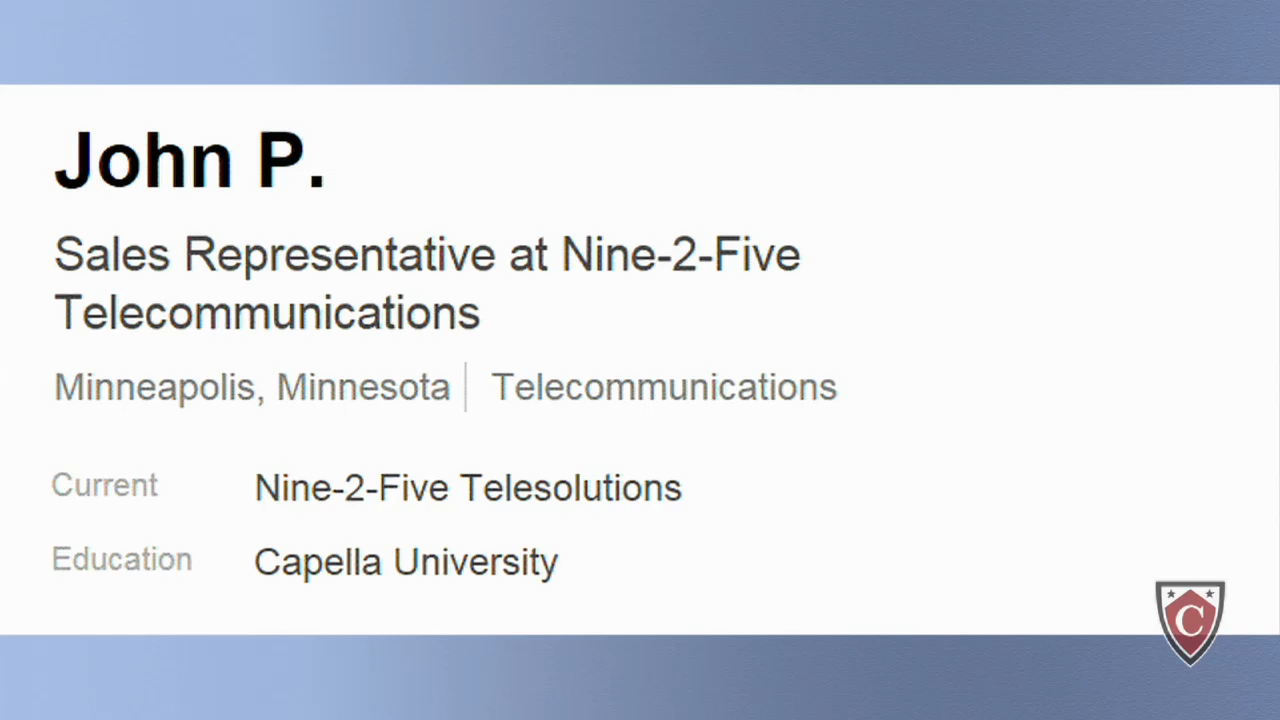 John P.
Sales Representative at Nine-2-Five
Telecommunications
Minneapolis, Minnesota | Telecommunications
Current Nine-2-Five Telesolutions
Education Capella University
C